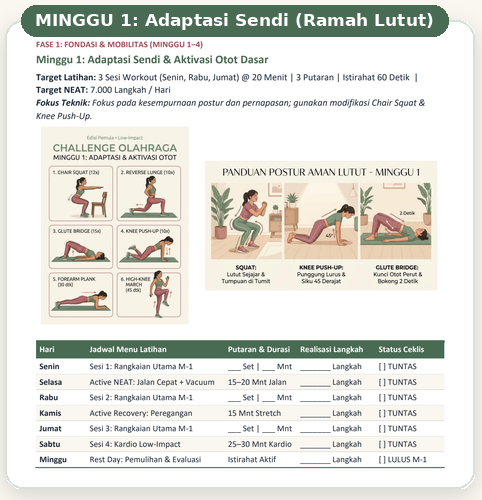 MINGGU 1: Adaptasi Sendi (Ramah Lutut)
FASE 1: FONDASI & MOBILITAS (MINGGU 1–4)
Minggu 1: Adaptasi Sendi & Aktivasi Otot Dasar
Target Latihan: 3 Sesi Workout (Senin, Rabu, Jumat) @ 20 Menit | 3 Putaran | Istirahat 60 Detik |
Target NEAT: 7.000 Langkah / Hari
Fokus Teknik: Fokus pada kesempurnaan postur dan pernapasan; gunakan modifikasi Chair Squat &
Knee Push-Up.
Edisi Pemula • Low-Impact
CHALLENGE OLAHRAGA
MINGGU 1: ADAPTASI & AKTIVASI OTOT
1. CHAIR SQUAT (12x)
2. REVERSE LUNGE (10x)
3. GLUTE BRIDGE (15x)
4. KNEE PUSH-UP (10x)
5. FOREARM PLANK
(30 dtk)
6. HIGH-KNEE
MARCH
(45 dtk)
PANDUAN POSTUR AMAN LUTUT - MINGGU 1
45°
2 Detik
SQUAT:
Lutut Sejajar &
Tumpuan di Tumit
KNEE PUSH-UP:
Punggung Lurus &
Siku 45 Derajat
GLUTE BRIDGE:
Kunci Otot Perut &
Bokong 2 Detik
Hari Jadwal Menu Latihan Putaran & Durasi Realisasi Langkah Status Ceklis
Senin Sesi 1: Rangkaian Utama M-1 ___ Set | ___ Mnt _______ Langkah [ ] TUNTAS
Selasa Active NEAT: Jalan Cepat + Vacuum 15–20 Mnt Jalan _______ Langkah [ ] TUNTAS
Rabu Sesi 2: Rangkaian Utama M-1 ___ Set | ___ Mnt _______ Langkah [ ] TUNTAS
Kamis Active Recovery: Peregangan 15 Mnt Stretch _______ Langkah [ ] TUNTAS
Jumat Sesi 3: Rangkaian Utama M-1 ___ Set | ___ Mnt _______ Langkah [ ] TUNTAS
Sabtu Sesi 4: Kardio Low-Impact 25–30 Mnt Kardio _______ Langkah [ ] TUNTAS
Minggu Rest Day: Pemulihan & Evaluasi Istirahat Aktif _______ Langkah [ ] LULUS M-1